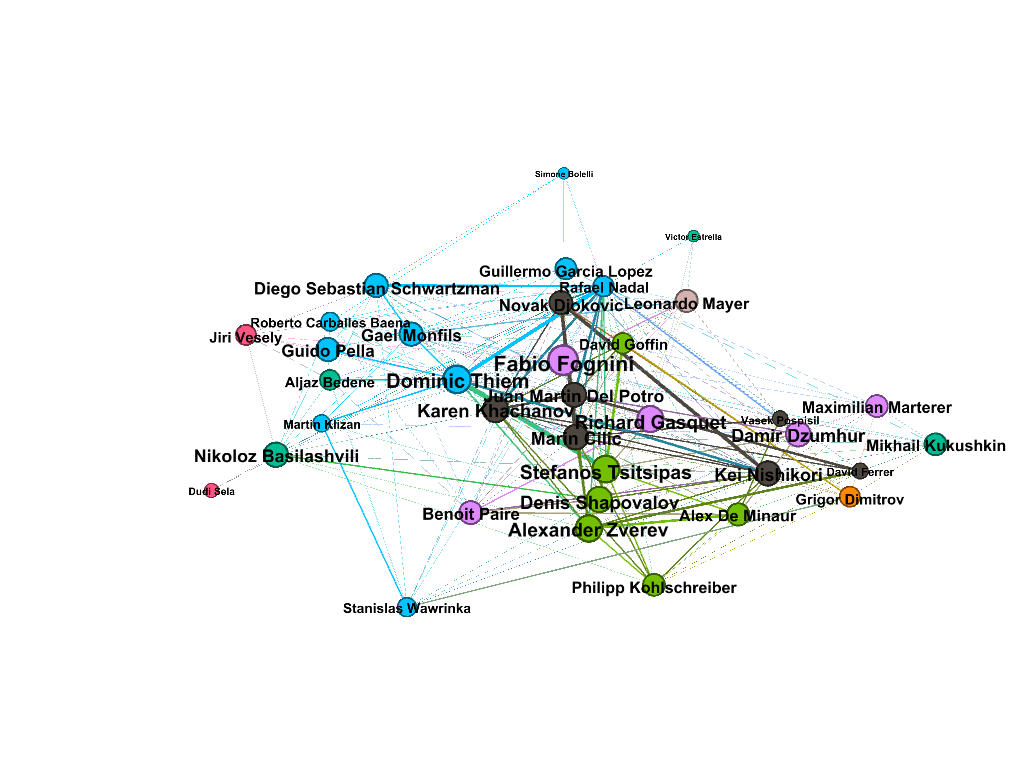 Simone Bolelli
Victor Estrella
Guillermo Garcia Lopez
Diego Sebastian Schwartzman
Rafael Nadal
Novak Djokovic
Leonardo Mayer
Roberto Carballes Baena
Jiri Vesely
Gael Monfils
David Goffin
Guido Pella
Fabio Fognini
Aljaz Bedene
Dominic Thiem
Juan Martin Del Potro
Maximilian Marterer
Karen Khachanov
Vasek Pospisil
Martin Klizan
Richard Gasquet
Marin Cilic
Damir Dzumhur
Mikhail Kukushkin
Nikoloz Basilashvili
Stefanos Tsitsipas
David Ferrer
Kei Nishikori
Dudi Sela
Grigor Dimitrov
Denis Shapovalov
Benoit Paire
Alex De Minaur
Alexander Zverev
Philipp Kohlschreiber
Stanislas Wawrinka